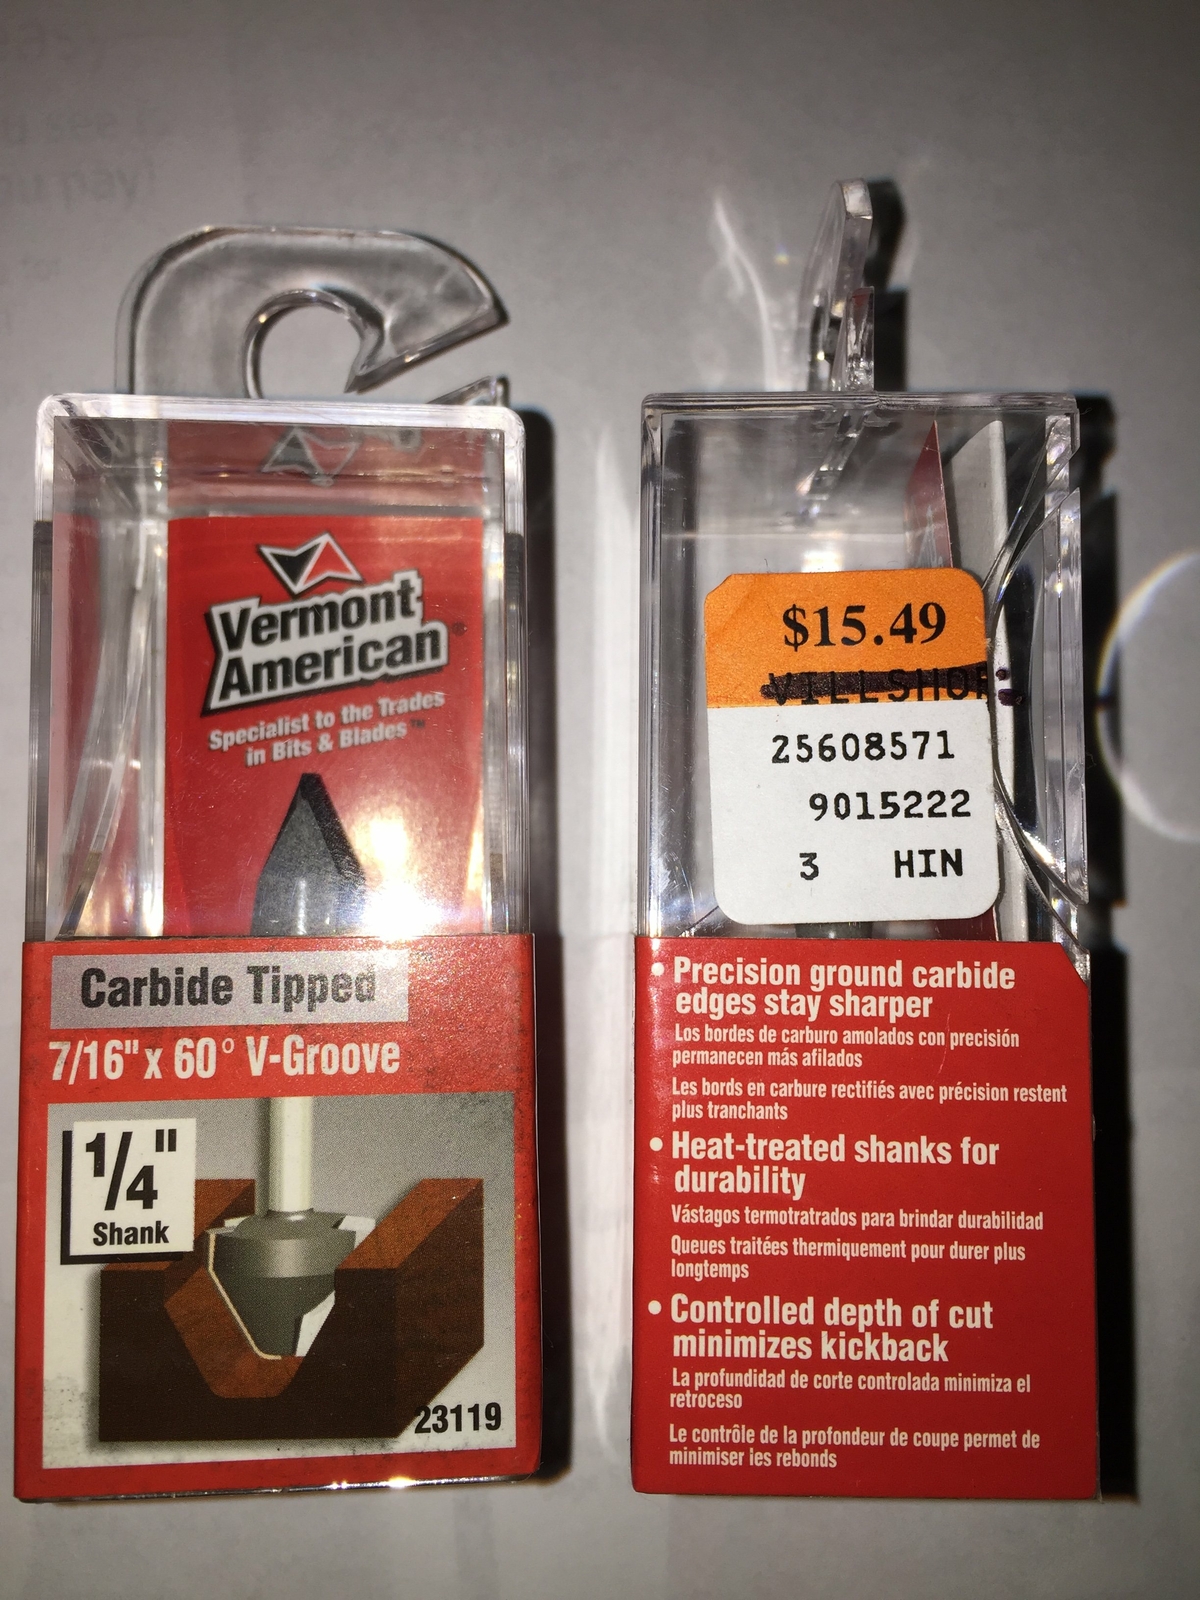 Vermont
American®
Specialist to the Trades
in Bits & Blades™
Carbide Tipped
7/16" x 60° V-Groove
1/4"
Shank
23119
$15.49
VILLSHOP
25608571
9015222
3 HIN
• Precision ground carbide
edges stay sharper
Los bordes de carburo amolados con precisión
permanecen más afilados
Les bords en carbure rectifiés avec précision restent
plus tranchants
• Heat-treated shanks for
durability
Vástagos termotratrados para brindar durabilidad
Queues traitées thermiquement pour durer plus
longtemps
• Controlled depth of cut
minimizes kickback
La profundidad de corte controlada minimiza el
retroceso
Le contrôle de la profondeur de coupe permet de
minimiser les rebonds